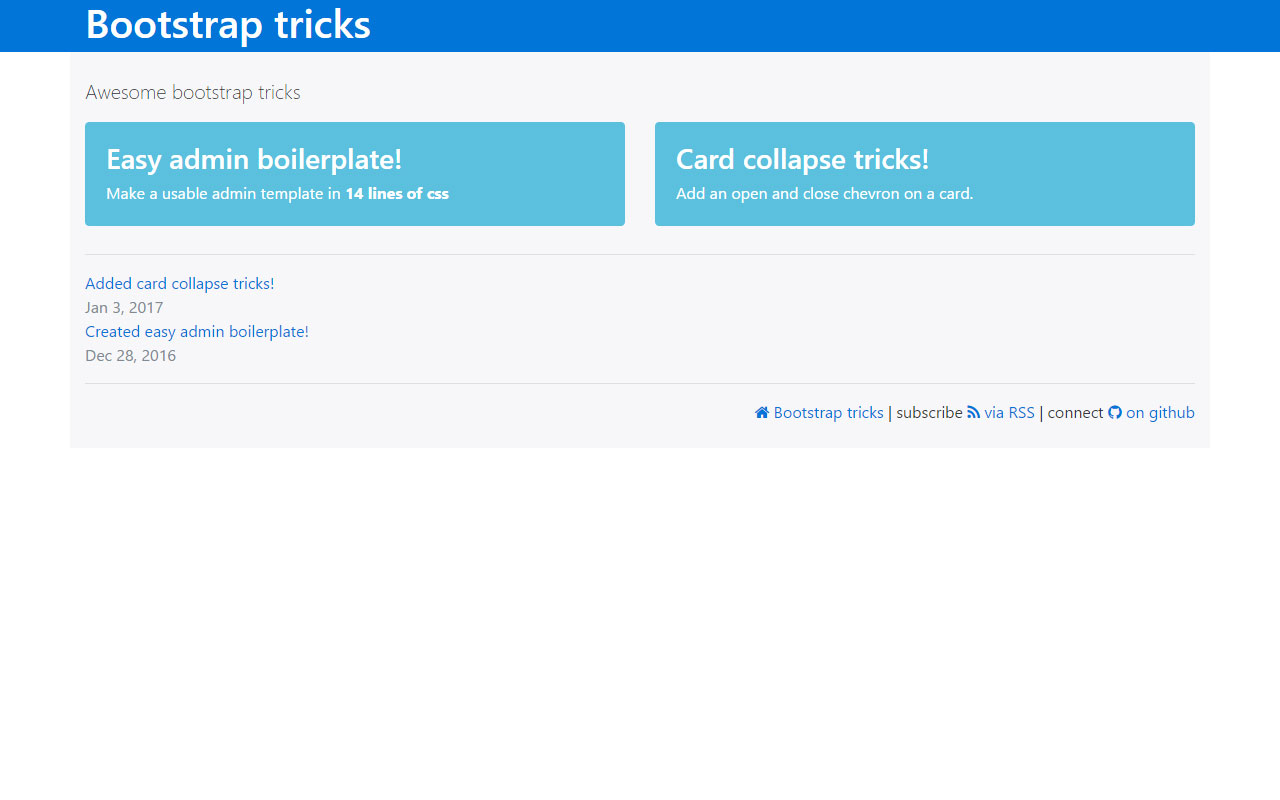 Bootstrap tricks
Awesome bootstrap tricks
Easy admin boilerplate!
Make a usable admin template in 14 lines of css
Card collapse tricks!
Add an open and close chevron on a card.
Added card collapse tricks!
Jan 3, 2017
Created easy admin boilerplate!
Dec 28, 2016
Bootstrap tricks | subscribe via RSS | connect on github